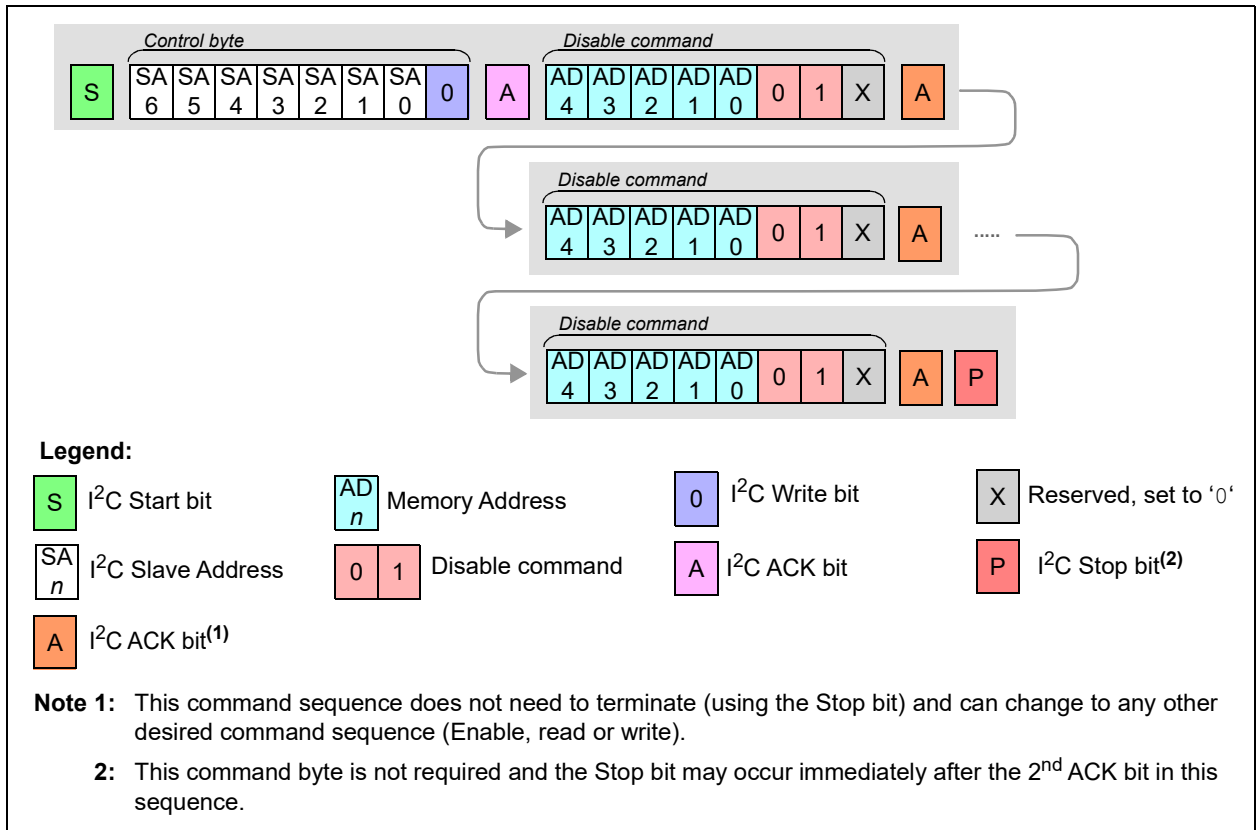 Control byte Disable command
S SA 6 SA 5 SA 4 SA 3 SA 2 SA 1 SA 0 0 A AD 4 AD 3 AD 2 AD 1 AD 0 0 1 X A
Disable command
AD 4 AD 3 AD 2 AD 1 AD 0 0 1 X A .....
Disable command
AD 4 AD 3 AD 2 AD 1 AD 0 0 1 X A P
Legend:
S I²C Start bit AD n Memory Address 0 I²C Write bit X Reserved, set to ‘0‘
SA n I²C Slave Address 0 1 Disable command A I²C ACK bit P I²C Stop bit(2)
A I²C ACK bit(1)
Note 1: This command sequence does not need to terminate (using the Stop bit) and can change to any other
desired command sequence (Enable, read or write).
2: This command byte is not required and the Stop bit may occur immediately after the 2nd ACK bit in this
sequence.